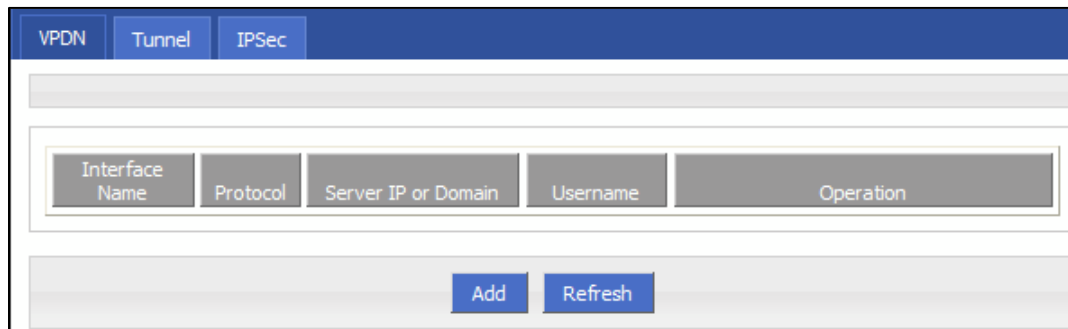 VPDN Tunnel IPSec
Interface
Name Protocol Server IP or Domain Username Operation
Add Refresh